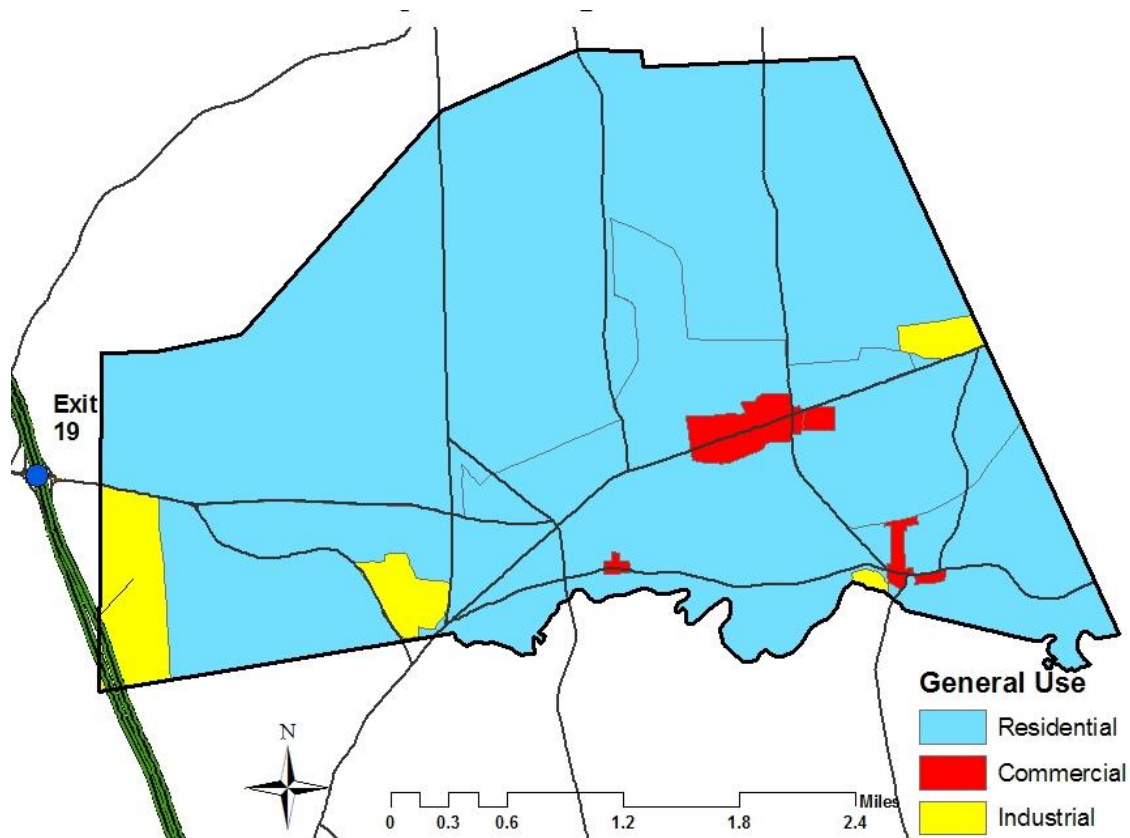 Exit
19
General Use
Residential
Commercial
Industrial
N
Miles
0 0.3 0.6 1.2 1.8 2.4